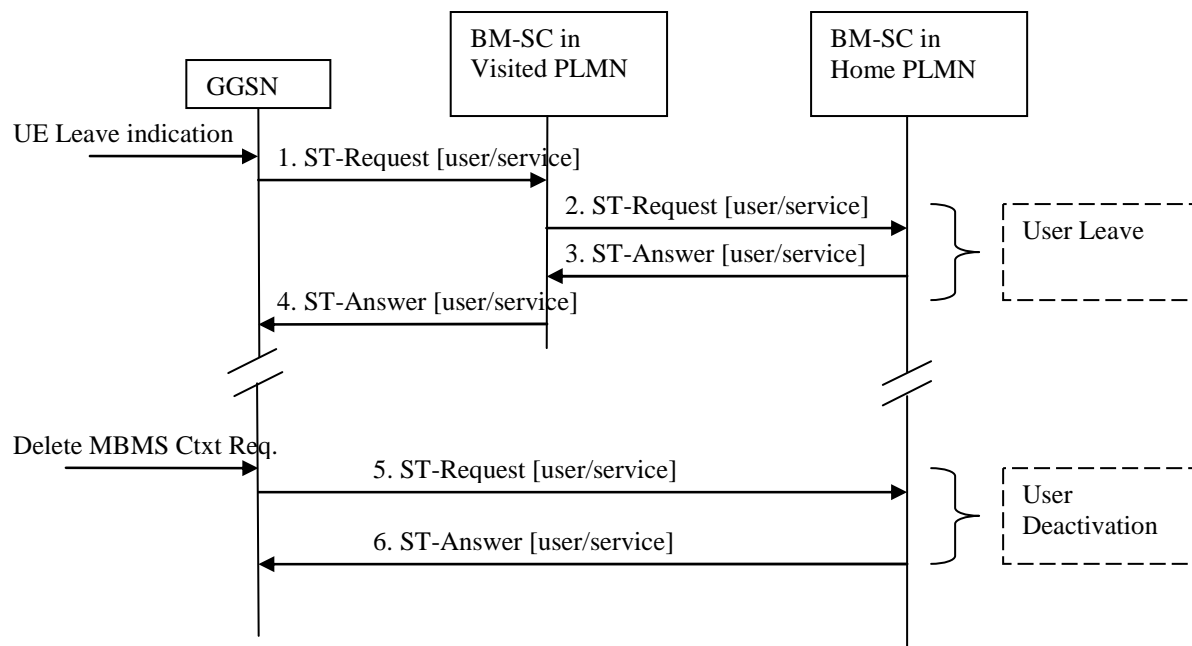 BM-SC in
Visited PLMN
BM-SC in
Home PLMN
GGSN
UE Leave indication
1. ST-Request [user/service]
2. ST-Request [user/service]
3. ST-Answer [user/service]
User Leave
4. ST-Answer [user/service]
Delete MBMS Ctxt Req.
5. ST-Request [user/service]
6. ST-Answer [user/service]
User
Deactivation